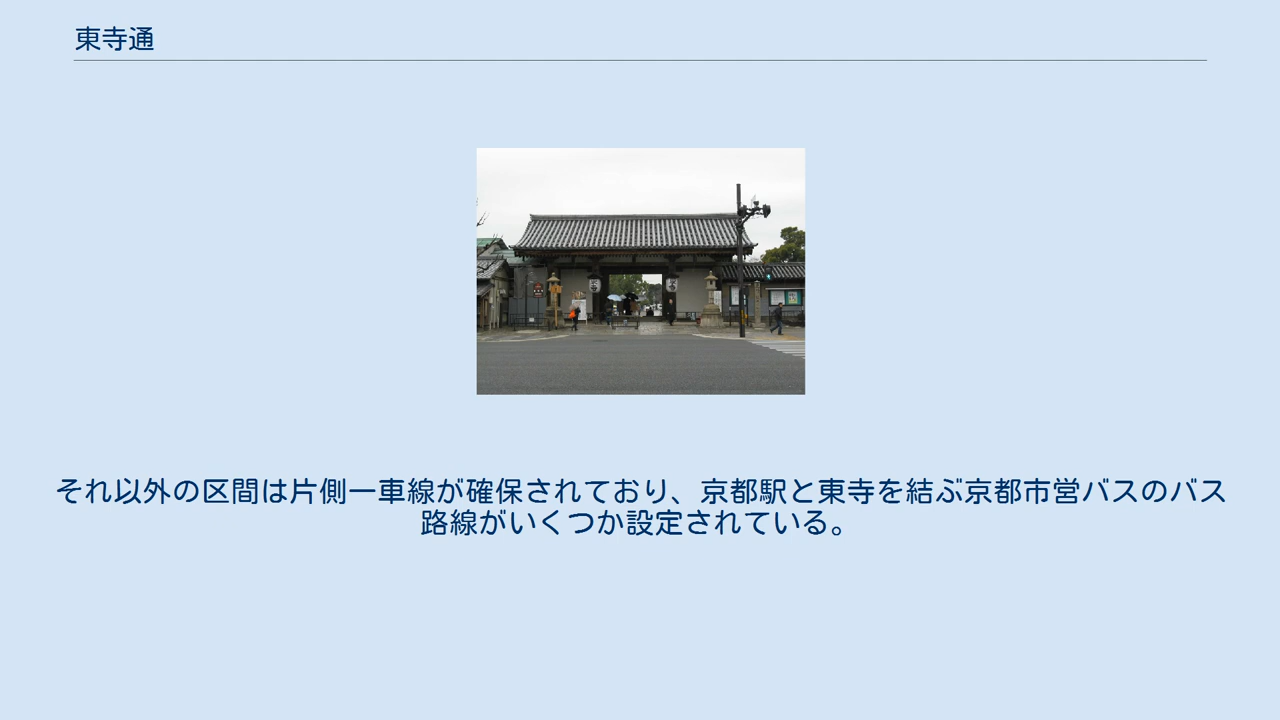 東寺通
それ以外の区間は片側一車線が確保されており、京都駅と東寺を結ぶ京都市営バスのバス
路線がいくつか設定されている。